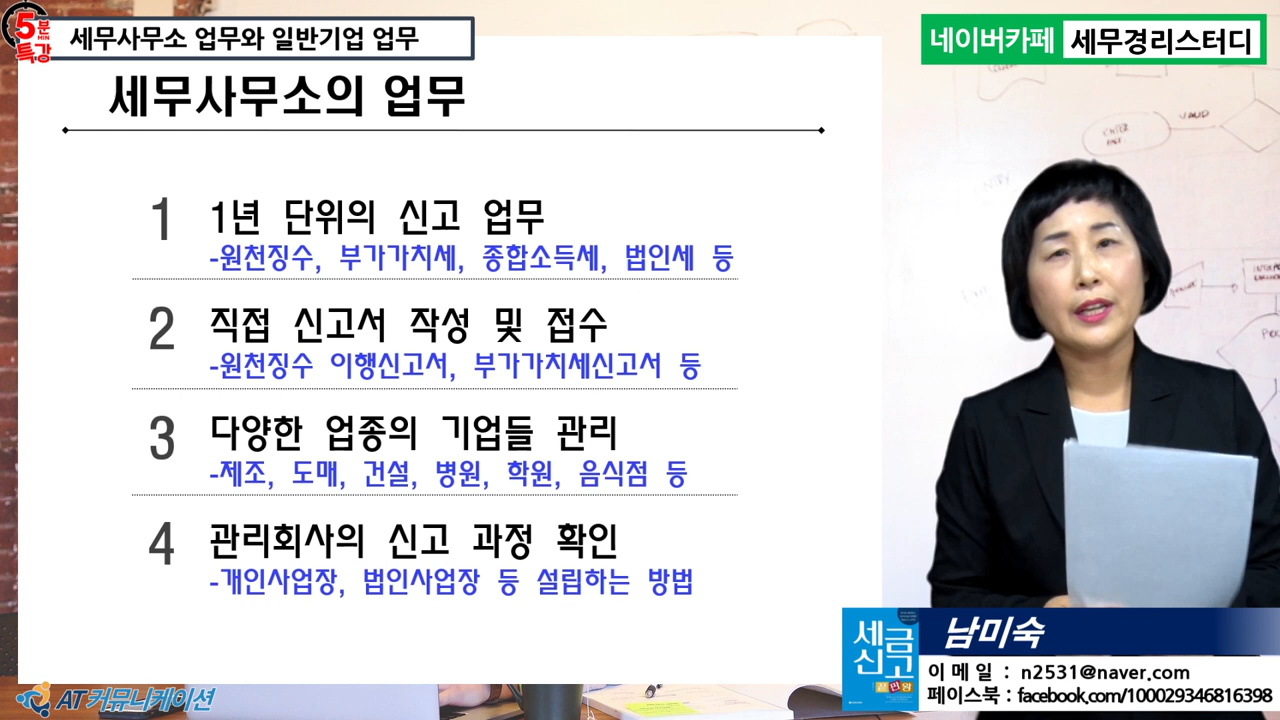 5분
MIN
특강
세무사무소 업무와 일반기업 업무
네이버카페 세무경리스터디
세무사무소의 업무
1 1년 단위의 신고 업무
-원천징수, 부가가치세, 종합소득세, 법인세 등
2 직접 신고서 작성 및 접수
-원천징수 이행신고서, 부가가치세신고서 등
3 다양한 업종의 기업들 관리
-제조, 도매, 건설, 병원, 학원, 음식점 등
4 관리회사의 신고 과정 확인
-개인사업장, 법인사업장 등 설립하는 방법
VALID
세금
신고
끝판왕
남미숙
이 메 일 : n2531@naver.com
페이스북 : facebook.com/100029346816398
AT커뮤니케이션